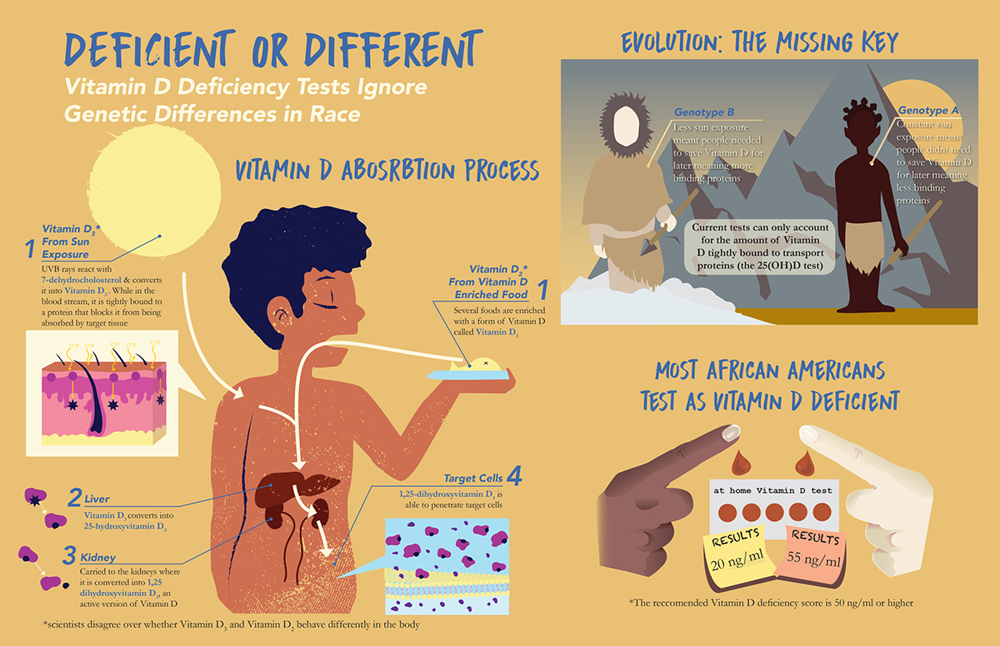 DEFICIENT OR DIFFERENT
Vitamin D Deficiency Tests Ignore
Genetic Differences in Race
VITAMIN D ABOSRBTION PROCESS
1
Vitamin D3*
From Sun
Exposure
UVB rays react with
7-dehydrocholosterol & converts
it into Vitamin D3. While in the
blood stream, it is tightly bound to
a protein that blocks it from being
absorbed by target tissue
UVB UVB UVB UVB UVB
Vitamin D2*
From Vitamin D
Enriched Food
1
Several foods are enriched
with a form of Vitamin D
called Vitamin D2
2 Liver
Vitamin D3 converts into
25-hydroxyvitamin D3
3 Kidney
Carried to the kidneys where
it is converted into 1,25
dihydroxyvitamin D3, an
active version of Vitamin D
Target Cells 4
1,25-dihydroxyvitamin D3 is
able to penetrate target cells
*scientists disagree over whether Vitamin D3 and Vitamin D2 behave differently in the body
EVOLUTION: THE MISSING KEY
Genotype B
Less sun exposure
meant people needed
to save Vitamin D for
later meaning more
binding proteins
Genotype A
Constant sun
exposure meant
people didnt need
to save Vitamin D
for later meaning
less binding
proteins
Current tests can only account
for the amount of Vitamin
D tightly bound to transport
proteins (the 25(OH)D test)
MOST AFRICAN AMERICANS
TEST AS VITAMIN D DEFICIENT
at home Vitamin D test
RESULTS
20 ng/ml
RESULTS
55 ng/ml
*The reccomended Vitamin D deficiency score is 50 ng/ml or higher